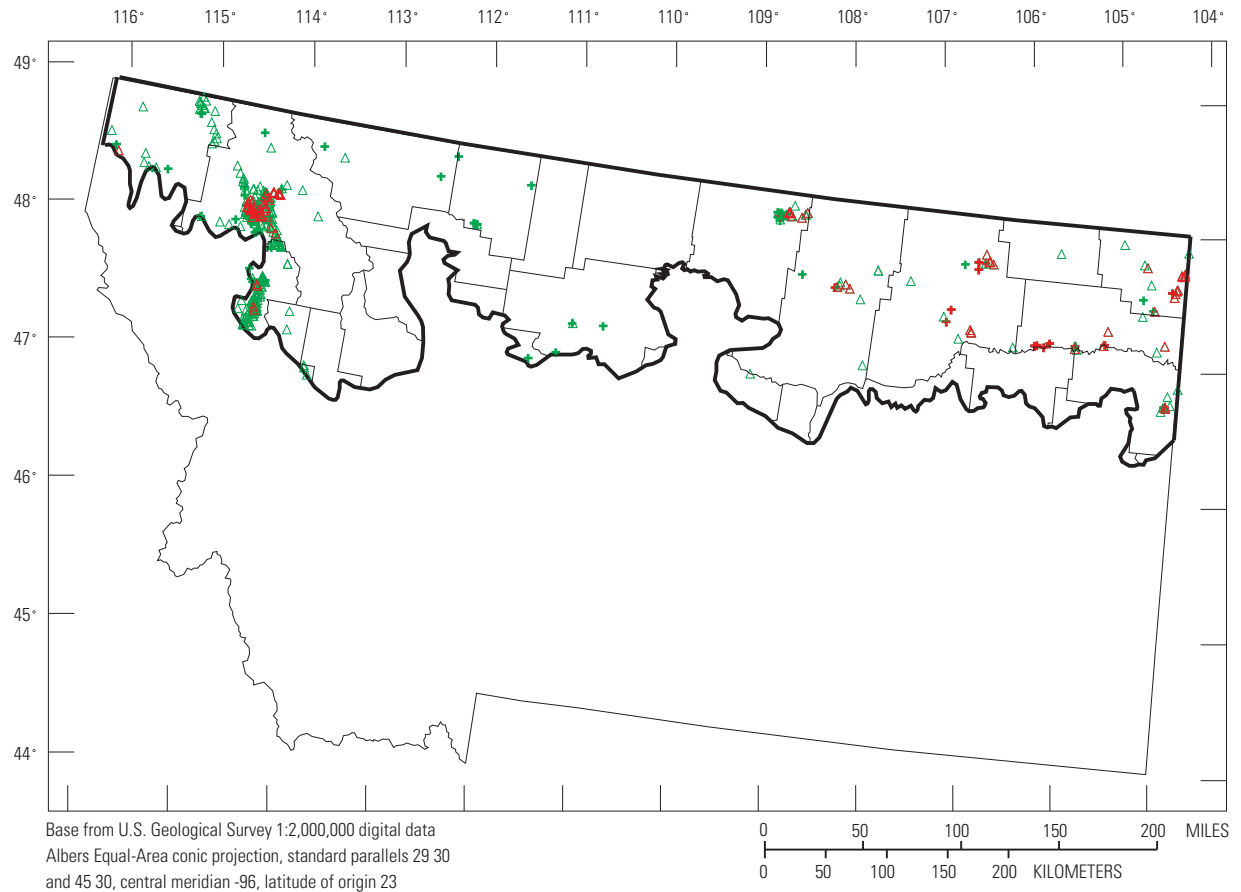 116° 115° 114° 113° 112° 111° 110° 109° 108° 107° 106° 105° 104°
49°
48°
47°
46°
45°
44°
Base from U.S. Geological Survey 1:2,000,000 digital data
Albers Equal-Area conic projection, standard parallels 29 30
and 45 30, central meridian -96, latitude of origin 23
0 50 100 150 200 MILES
0 50 100 150 200 KILOMETERS